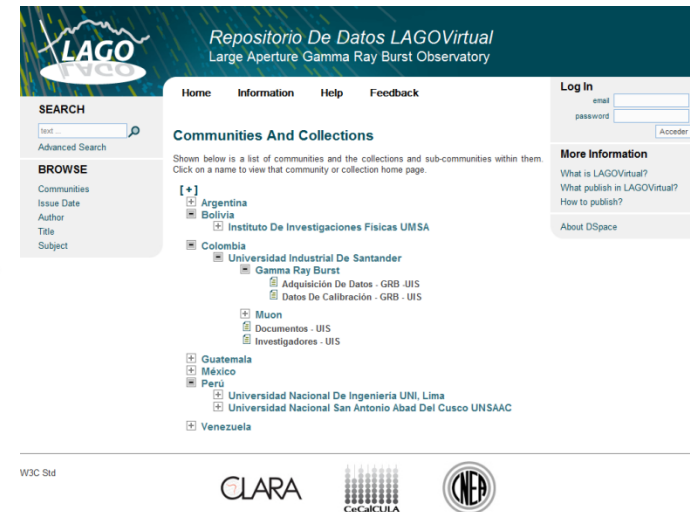 LAGO
Repositorio De Datos LAGOVirtual
Large Aperture Gamma Ray Burst Observatory
Home Information Help Feedback
Log In
email
password
Acceder
SEARCH
text ...
Advanced Search
BROWSE
Communities
Issue Date
Author
Title
Subject
Communities And Collections
Shown below is a list of communities and the collections and sub-communities within them.
Click on a name to view that community or collection home page.
[+]
Argentina
Bolivia
Instituto De Investigaciones Físicas UMSA
Colombia
Universidad Industrial De Santander
Gamma Ray Burst
Adquisición De Datos - GRB -UIS
Datos De Calibración - GRB - UIS
Muon
Documentos - UIS
Investigadores - UIS
Guatemala
México
Perú
Universidad Nacional De Ingeniería UNI, Lima
Universidad Nacional San Antonio Abad Del Cusco UNSAAC
Venezuela
More Information
What is LAGOVirtual?
What publish in LAGOVirtual?
How to publish?
About DSpace
W3C Std
CLARA
CeCalCULA
CNEA